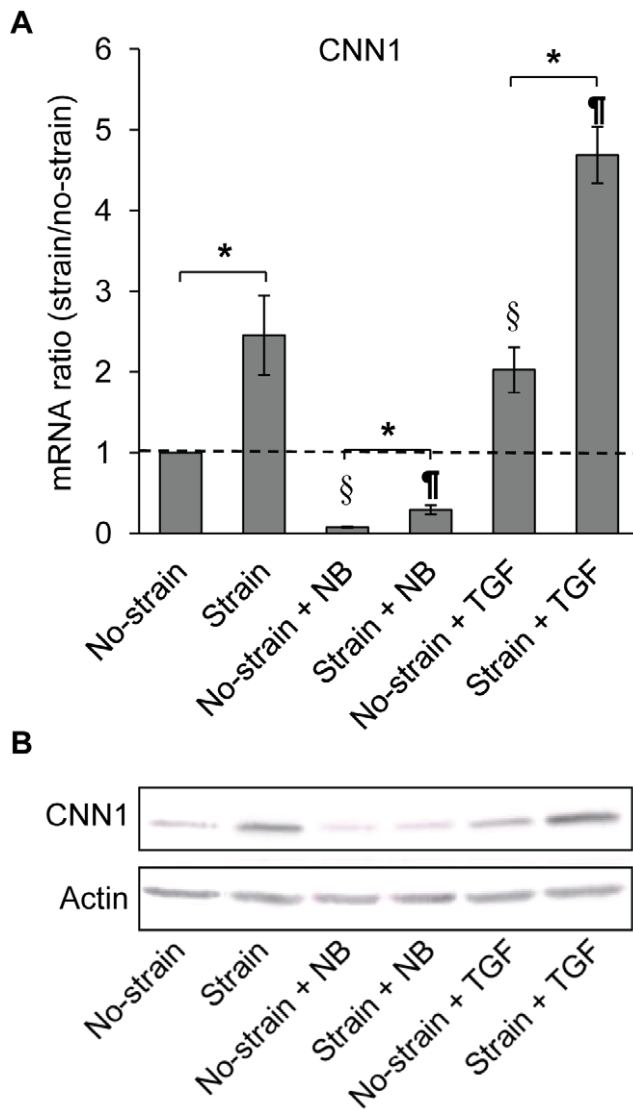 A
CNN1
mRNA ratio (strain/no-strain)
6
5
4
3
2
1
0
*
*
*
§
¶
§
¶
No-strain
Strain
No-strain + NB
Strain + NB
No-strain + TGF
Strain + TGF
B
CNN1
Actin
No-strain
Strain
No-strain + NB
Strain + NB
No-strain + TGF
Strain + TGF